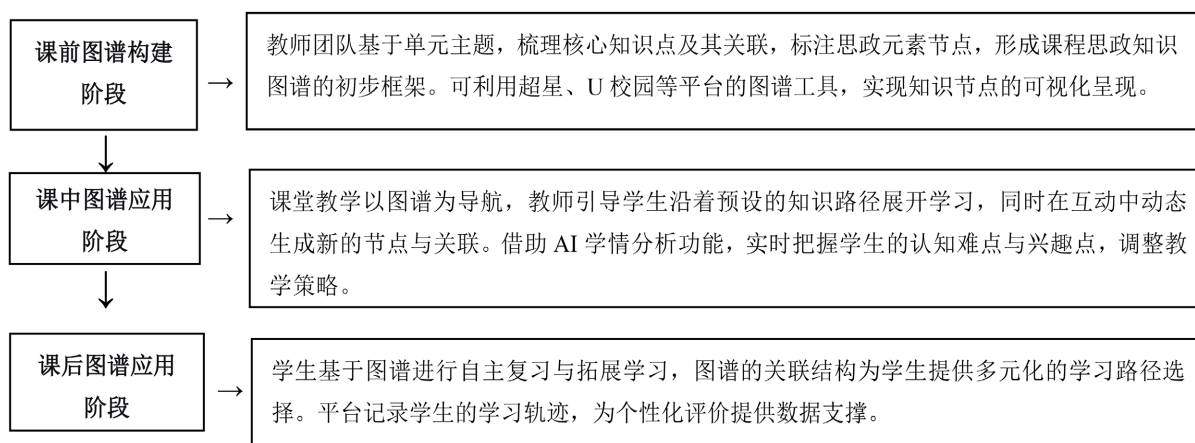 课前图谱构建
阶段
→
教师团队基于单元主题，梳理核心知识点及其关联，标注思政元素节点，形成课程思政知识
图谱的初步框架。可利用超星、U 校园等平台的图谱工具，实现知识节点的可视化呈现。
↓
课中图谱应用
阶段
→
课堂教学以图谱为导航，教师引导学生沿着预设的知识路径展开学习，同时在互动中动态
生成新的节点与关联。借助 AI 学情分析功能，实时把握学生的认知难点与兴趣点，调整教
学策略。
↓
课后图谱应用
阶段
→
学生基于图谱进行自主复习与拓展学习，图谱的关联结构为学生提供多元化的学习路径选
择。平台记录学生的学习轨迹，为个性化评价提供数据支撑。